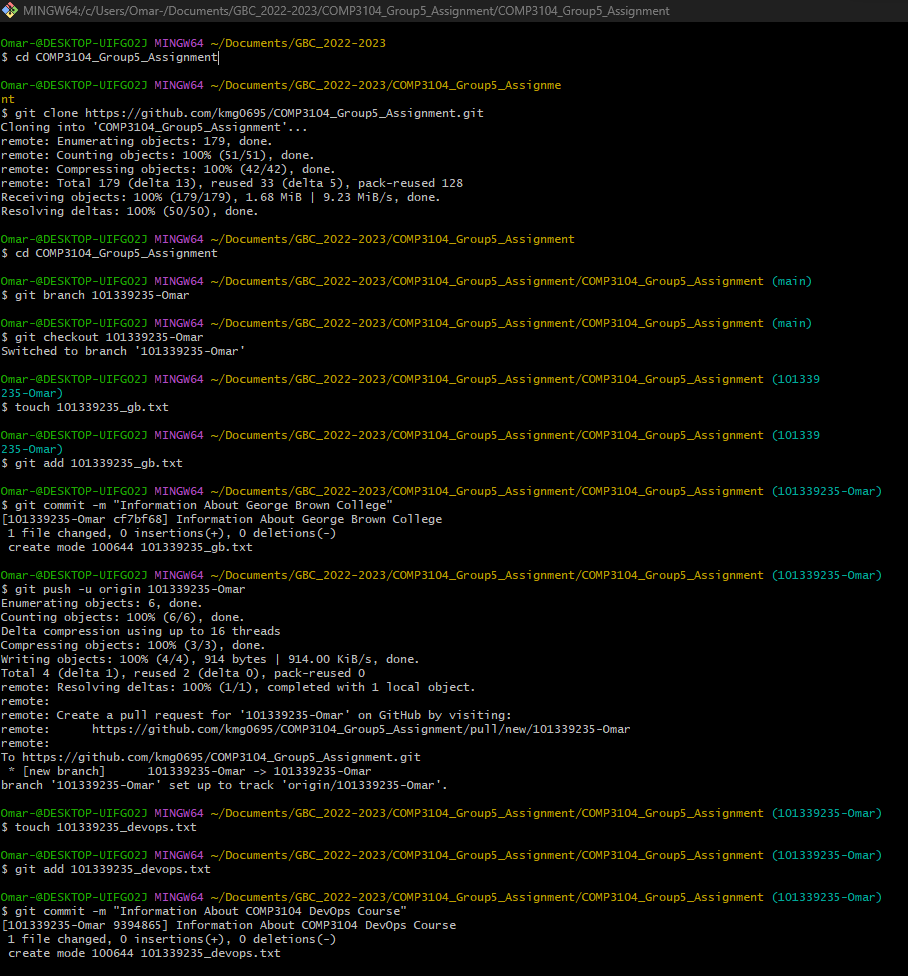 MINGW64:/c/Users/Omar-/Documents/GBC_2022-2023/COMP3104_Group5_Assignment/COMP3104_Group5_Assignment
Omar-@DESKTOP-UIFGO2J MINGW64 ~/Documents/GBC_2022-2023
$ cd COMP3104_Group5_Assignment
Omar-@DESKTOP-UIFGO2J MINGW64 ~/Documents/GBC_2022-2023/COMP3104_Group5_Assignme
nt
$ git clone https://github.com/kmg0695/COMP3104_Group5_Assignment.git
Cloning into 'COMP3104_Group5_Assignment'...
remote: Enumerating objects: 179, done.
remote: Counting objects: 100% (51/51), done.
remote: Compressing objects: 100% (42/42), done.
remote: Total 179 (delta 13), reused 33 (delta 5), pack-reused 128
Receiving objects: 100% (179/179), 1.68 MiB | 9.23 MiB/s, done.
Resolving deltas: 100% (50/50), done.
Omar-@DESKTOP-UIFGO2J MINGW64 ~/Documents/GBC_2022-2023/COMP3104_Group5_Assignment
$ cd COMP3104_Group5_Assignment
Omar-@DESKTOP-UIFGO2J MINGW64 ~/Documents/GBC_2022-2023/COMP3104_Group5_Assignment/COMP3104_Group5_Assignment (main)
$ git branch 101339235-Omar
Omar-@DESKTOP-UIFGO2J MINGW64 ~/Documents/GBC_2022-2023/COMP3104_Group5_Assignment/COMP3104_Group5_Assignment (main)
$ git checkout 101339235-Omar
Switched to branch '101339235-Omar'
Omar-@DESKTOP-UIFGO2J MINGW64 ~/Documents/GBC_2022-2023/COMP3104_Group5_Assignment/COMP3104_Group5_Assignment (101339
235-Omar)
$ touch 101339235_gb.txt
Omar-@DESKTOP-UIFGO2J MINGW64 ~/Documents/GBC_2022-2023/COMP3104_Group5_Assignment/COMP3104_Group5_Assignment (101339
235-Omar)
$ git add 101339235_gb.txt
Omar-@DESKTOP-UIFGO2J MINGW64 ~/Documents/GBC_2022-2023/COMP3104_Group5_Assignment/COMP3104_Group5_Assignment (101339235-Omar)
$ git commit -m "Information About George Brown College"
[101339235-Omar cf7bf68] Information About George Brown College
1 file changed, 0 insertions(+), 0 deletions(-)
create mode 100644 101339235_gb.txt
Omar-@DESKTOP-UIFGO2J MINGW64 ~/Documents/GBC_2022-2023/COMP3104_Group5_Assignment/COMP3104_Group5_Assignment (101339235-Omar)
$ git push -u origin 101339235-Omar
Enumerating objects: 6, done.
Counting objects: 100% (6/6), done.
Delta compression using up to 16 threads
Compressing objects: 100% (3/3), done.
Writing objects: 100% (4/4), 914 bytes | 914.00 KiB/s, done.
Total 4 (delta 1), reused 2 (delta 0), pack-reused 0
remote: Resolving deltas: 100% (1/1), completed with 1 local object.
remote:
remote: Create a pull request for '101339235-Omar' on GitHub by visiting:
remote:      https://github.com/kmg0695/COMP3104_Group5_Assignment/pull/new/101339235-Omar
remote:
To https://github.com/kmg0695/COMP3104_Group5_Assignment.git
* [new branch]      101339235-Omar -> 101339235-Omar
branch '101339235-Omar' set up to track 'origin/101339235-Omar'.
Omar-@DESKTOP-UIFGO2J MINGW64 ~/Documents/GBC_2022-2023/COMP3104_Group5_Assignment/COMP3104_Group5_Assignment (101339235-Omar)
$ touch 101339235_devops.txt
Omar-@DESKTOP-UIFGO2J MINGW64 ~/Documents/GBC_2022-2023/COMP3104_Group5_Assignment/COMP3104_Group5_Assignment (101339235-Omar)
$ git add 101339235_devops.txt
Omar-@DESKTOP-UIFGO2J MINGW64 ~/Documents/GBC_2022-2023/COMP3104_Group5_Assignment/COMP3104_Group5_Assignment (101339235-Omar)
$ git commit -m "Information About COMP3104 DevOps Course"
[101339235-Omar 9394865] Information About COMP3104 DevOps Course
1 file changed, 0 insertions(+), 0 deletions(-)
create mode 100644 101339235_devops.txt